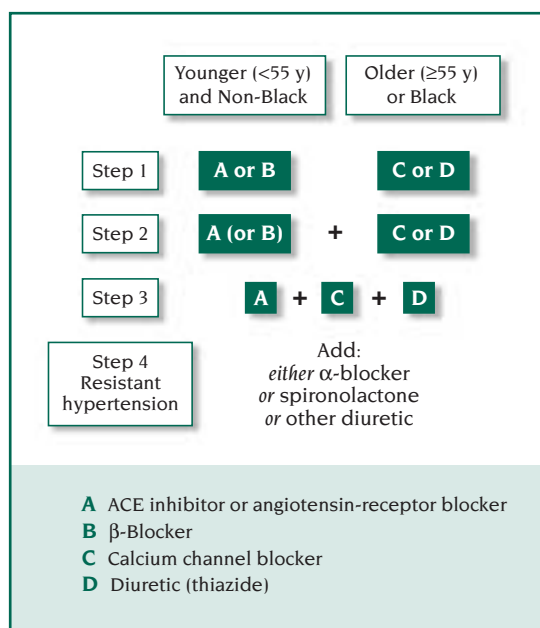 Younger (<55 y)
and Non-Black
Older (≥55 y)
or Black
Step 1
A or B
C or D
Step 2
A (or B)
+
C or D
Step 3
A + C + D
Step 4
Resistant
hypertension
Add:
either α-blocker
or spironolactone
or other diuretic
A ACE inhibitor or angiotensin-receptor blocker
B β-Blocker
C Calcium channel blocker
D Diuretic (thiazide)